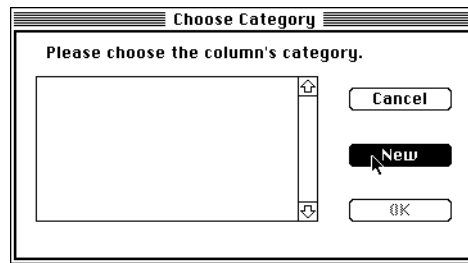 Choose Category
Please choose the column's category.
Cancel
New
OK